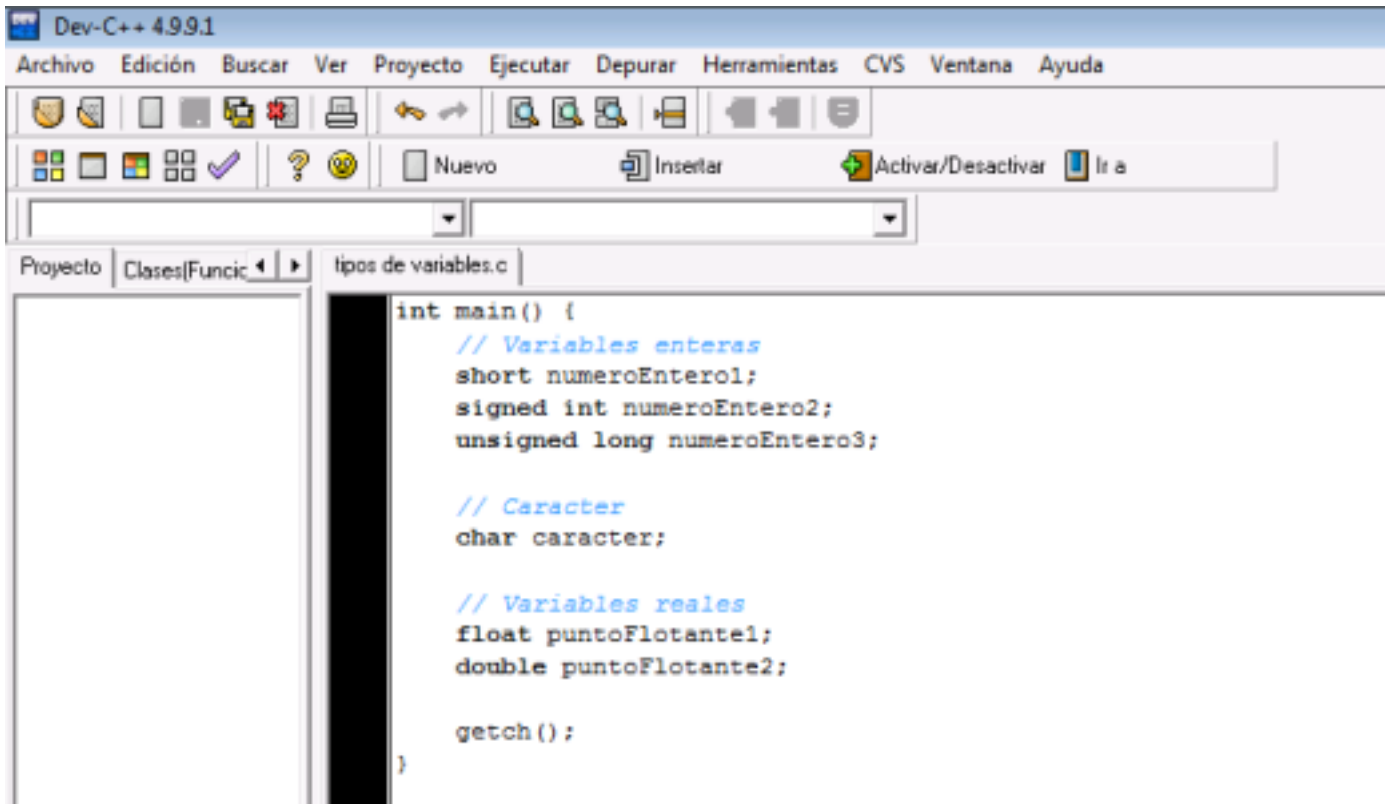 Dev-C++ 4.9.9.1
Archivo Edición Buscar Ver Proyecto Ejecutar Depurar Herramientas CVS Ventana Ayuda
Nuevo Insertar Activar/Desactivar Ir a
Proyecto Clases(Funcic tipos de variables.c
int main() {
// Variables enteras
short numeroEntero1;
signed int numeroEntero2;
unsigned long numeroEntero3;
// Caracter
char caracter;
// Variables reales
float puntoFlotante1;
double puntoFlotante2;
getch();
}